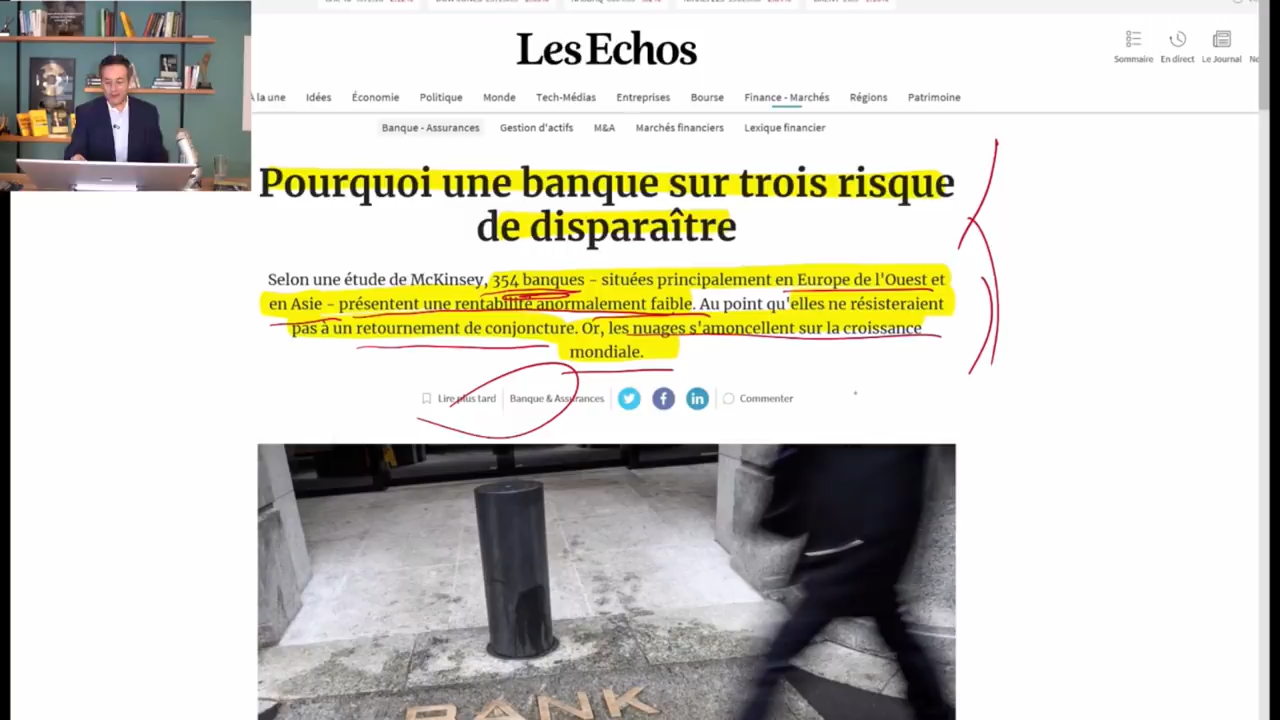 LesEchos
Sommaire En direct Le Journal
À la une Idées Économie Politique Monde Tech-Médias Entreprises Bourse Finance - Marchés Régions Patrimoine
Banque - Assurances Gestion d'actifs M&A Marchés financiers Lexique financier
Pourquoi une banque sur trois risque
de disparaître
Selon une étude de McKinsey, 354 banques – situées principalement en Europe de l'Ouest et
en Asie – présentent une rentabilité anormalement faible. Au point qu'elles ne résisteraient
pas à un retournement de conjoncture. Or, les nuages s'amoncellent sur la croissance
mondiale.
Lire plus tard Banque & Assurances Commenter
BANK